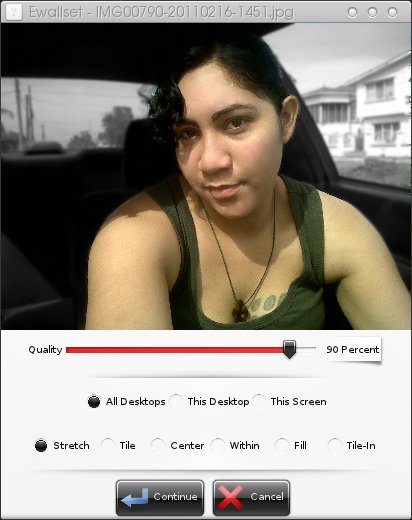 Ewallset - IMG00790-20110216-1451.jpg
Quality 90 Percent
All Desktops This Desktop This Screen
Stretch Tile Center Within Fill Tile-In
Continue Cancel